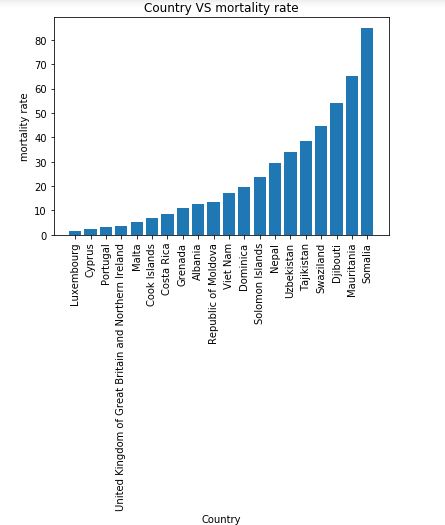 Country VS mortality rate
mortality rate
80
70
60
50
40
30
20
10
0
Luxembourg
Cyprus
Portugal
United Kingdom of Great Britain and Northern Ireland
Malta
Cook Islands
Costa Rica
Grenada
Albania
Republic of Moldova
Viet Nam
Dominica
Solomon Islands
Nepal
Uzbekistan
Tajikistan
Swaziland
Djibouti
Mauritania
Somalia
Country